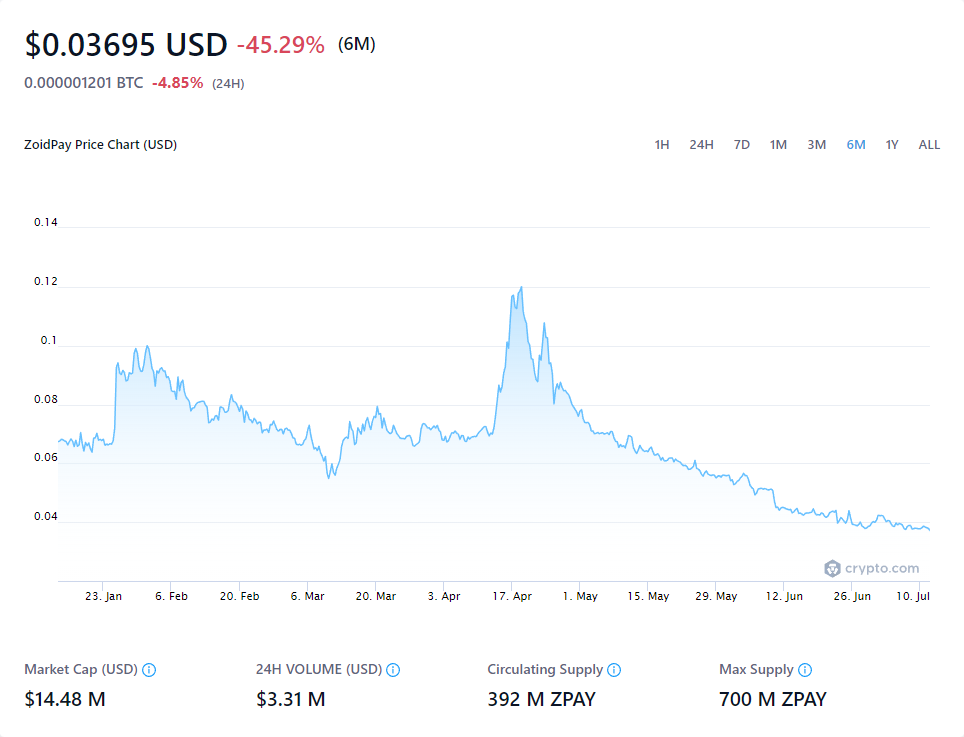 $0.03695 USD -45.29% (6M)
0.000001201 BTC -4.85% (24H)
ZoidPay Price Chart (USD) 1H 24H 7D 1M 3M 6M 1Y ALL
0.14
0.12
0.1
0.08
0.06
0.04
crypto.com
23. Jan 6. Feb 20. Feb 6. Mar 20. Mar 3. Apr 17. Apr 1. May 15. May 29. May 12. Jun 26. Jun 10. Jul
Market Cap (USD) 24H VOLUME (USD) Circulating Supply Max Supply
$14.48 M $3.31 M 392 M ZPAY 700 M ZPAY